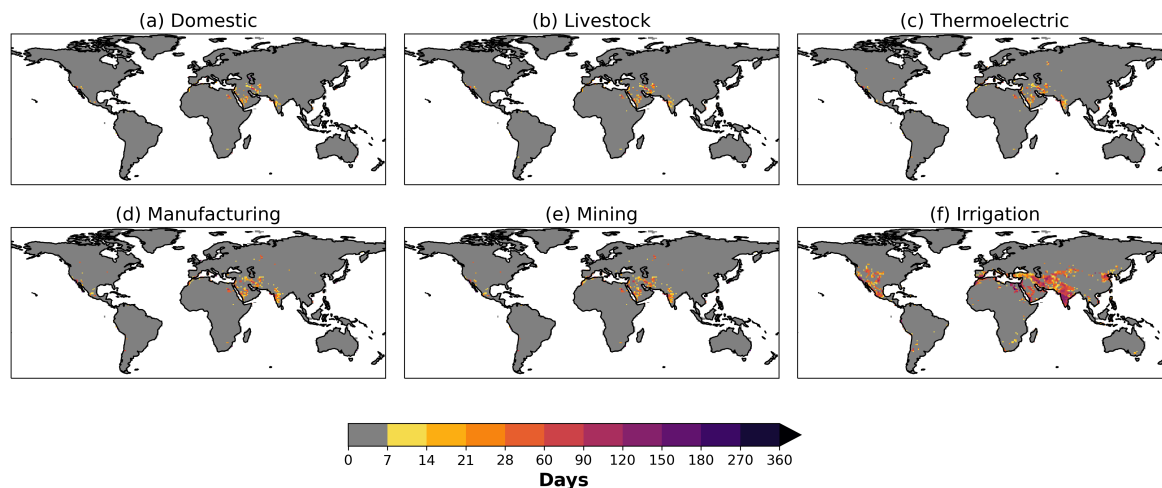 (a) Domestic
(b) Livestock
(c) Thermoelectric
(d) Manufacturing
(e) Mining
(f) Irrigation
0 7 14 21 28 60 90 120 150 180 270 360
Days